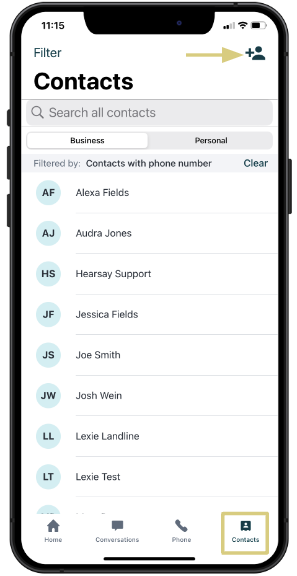 11:15
Filter
Contacts
Search all contacts
Business Personal
Filtered by: Contacts with phone number Clear
AF Alexa Fields
AJ Audra Jones
HS Hearsay Support
JF Jessica Fields
JS Joe Smith
JW Josh Wein
LL Lexie Landline
LT Lexie Test
Home Conversations Phone Contacts